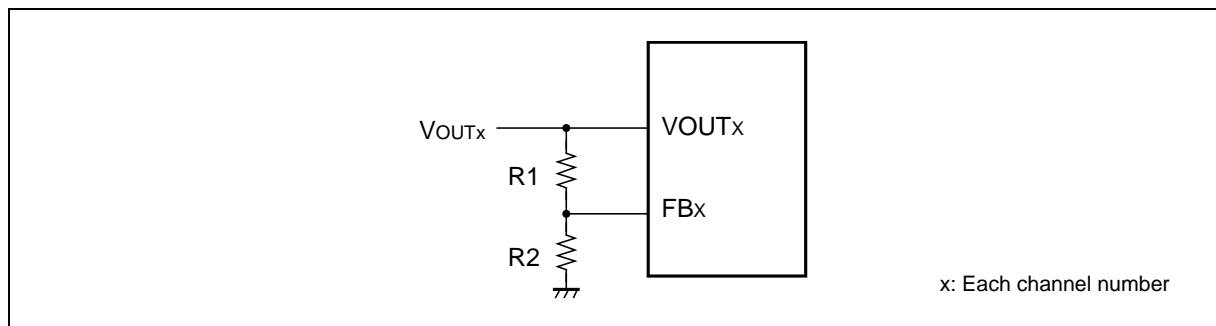 VOUTx VOUTX
R1
FBX
R2
x: Each channel number